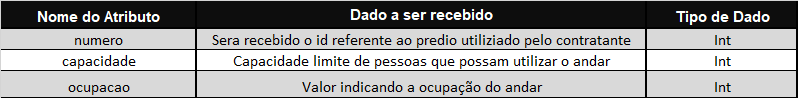 Nome do Atributo Dado a ser recebido Tipo de Dado
numero Sera recebido o id referente ao predio utiliziado pelo contratante Int
capacidade Capacidade limite de pessoas que possam utilizar o andar Int
ocupacao Valor indicando a ocupação do andar Int